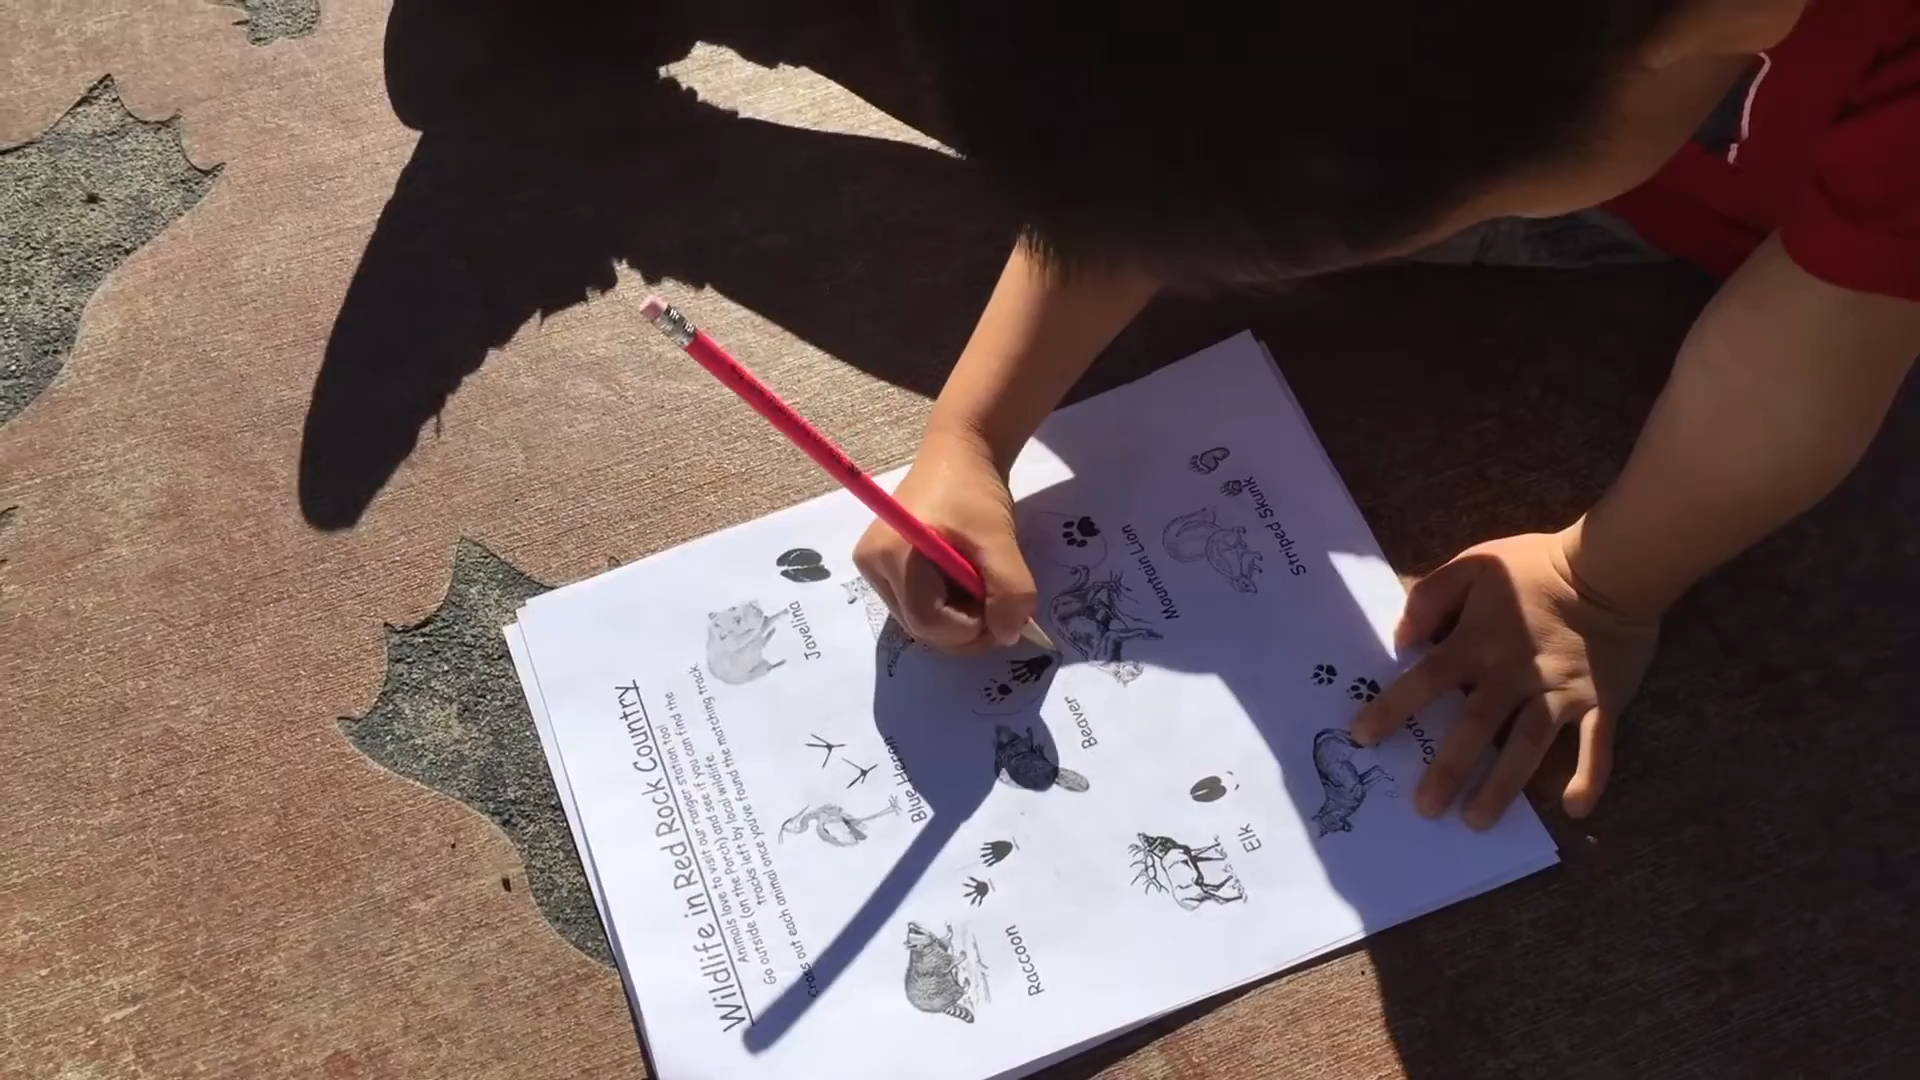 Wildlife in Red Rock Country
Animals love to visit our ranger station too!
Go outside (on the porch) and see if you can find the
tracks left by local wildlife.
Cross out each animal once you've found the matching track
Javelina
Blue Heron
Raccoon
Beaver
Mountain Lion
Elk
Striped Skunk